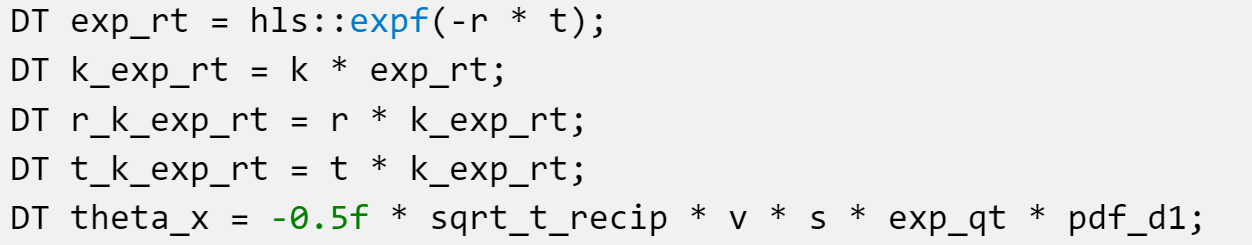 DT exp_rt = hls::expf(-r * t);
DT k_exp_rt = k * exp_rt;
DT r_k_exp_rt = r * k_exp_rt;
DT t_k_exp_rt = t * k_exp_rt;
DT theta_x = -0.5f * sqrt_t_recip * v * s * exp_qt * pdf_d1;